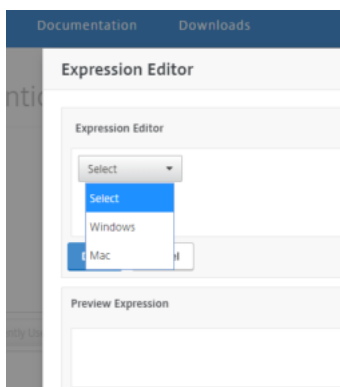 Documentation Downloads
Expression Editor
Expression Editor
Select
Select
Windows
Mac
Preview Expression